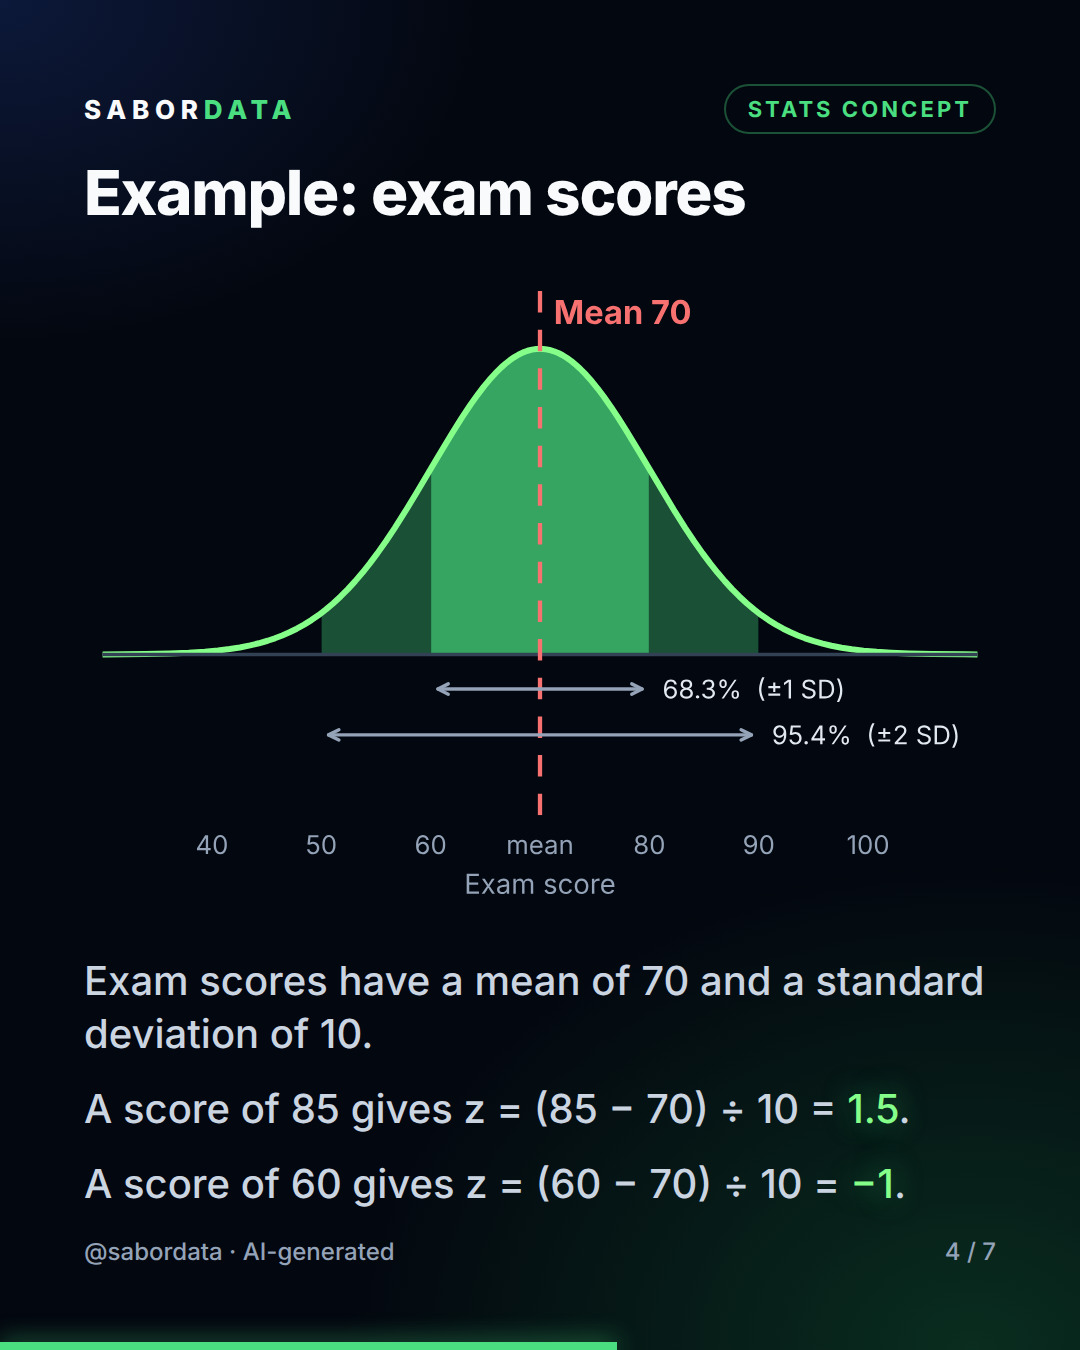 SABORDATA
STATS CONCEPT
Example: exam scores
Mean 70
68.3% (±1 SD)
95.4% (±2 SD)
40 50 60 mean 80 90 100
Exam score
Exam scores have a mean of 70 and a standard
deviation of 10.
A score of 85 gives z = (85 − 70) ÷ 10 = 1.5.
A score of 60 gives z = (60 − 70) ÷ 10 = −1.
@sabordata · AI-generated
4 / 7